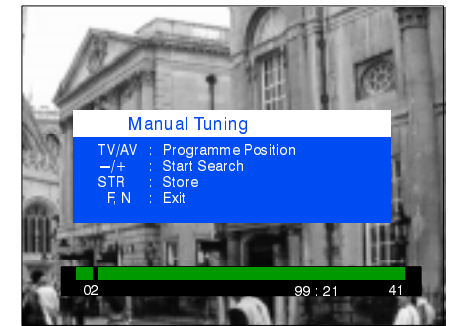 Manual Tuning
TV/AV : Programme Position
–/+ : Start Search
STR : Store
F, N : Exit
02 99 : 21 41